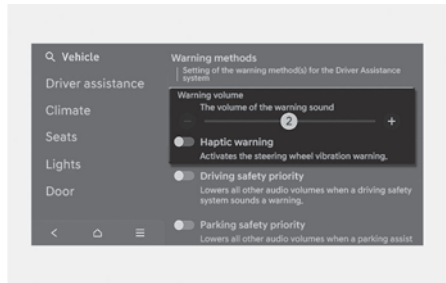 Vehicle
Driver assistance
Climate
Seats
Lights
Door
Warning methods
Setting of the warning method(s) for the Driver Assistance
system
Warning volume
The volume of the warning sound
2
Haptic warning
Activates the steering wheel vibration warning.
Driving safety priority
Lowers all other audio volumes when a driving safety
system sounds a warning.
Parking safety priority
Lowers all other audio volumes when a parking assist